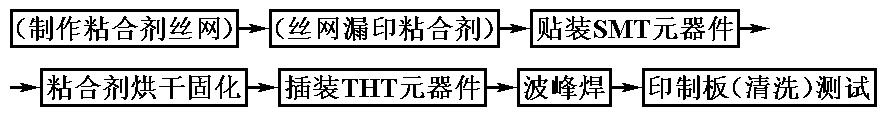 (制作粘合剂丝网) (丝网漏印粘合剂) 贴装SMT元器件
粘合剂烘干固化 插装THT元器件 波峰焊 印制板(清洗)测试